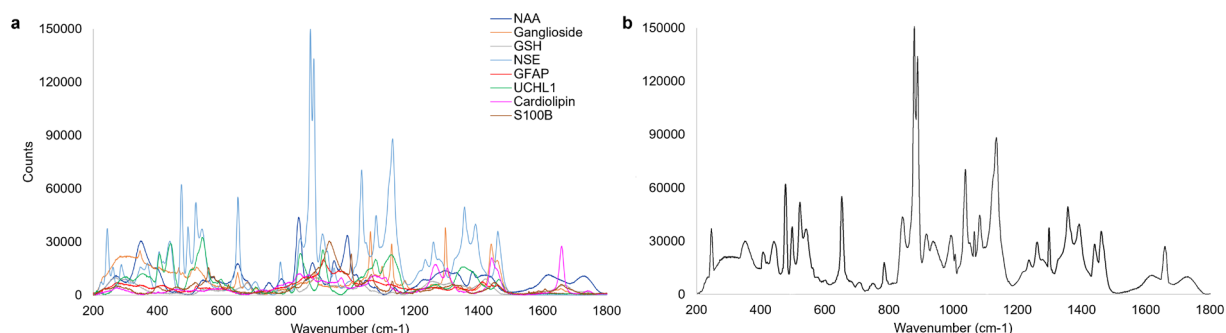 a
NAA
Ganglioside
GSH
NSE
GFAP
UCHL1
Cardiolipin
S100B
Counts
150000
120000
90000
60000
30000
0
200 400 600 800 1000 1200 1400 1600 1800
Wavenumber (cm-1)
b
150000
120000
90000
60000
30000
0
200 400 600 800 1000 1200 1400 1600 1800
Wavenumber (cm-1)